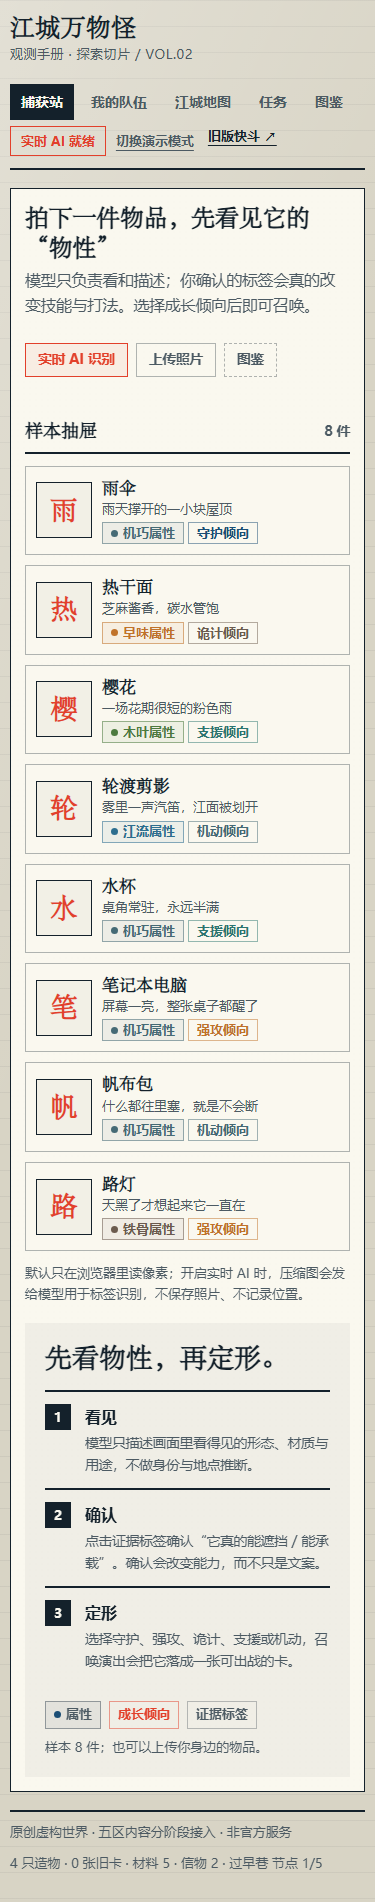 江城万物怪
观测手册 · 探索切片 / VOL.02
捕获站 我的队伍 江城地图 任务 图鉴
实时 AI 就绪 切换演示模式 旧版快斗 ↗
拍下一件物品，先看见它的
“物性”
模型只负责看和描述；你确认的标签会真的改
变技能与打法。选择成长倾向后即可召唤。
实时 AI 识别 上传照片 图鉴
样本抽屉 8 件
雨
雨伞
雨天撑开的一小块屋顶
机巧属性 守护倾向
热
热干面
芝麻酱香，碳水管饱
早味属性 诡计倾向
樱
樱花
一场花期很短的粉色雨
木叶属性 支援倾向
轮
轮渡剪影
雾里一声汽笛，江面被划开
江流属性 机动倾向
水
水杯
桌角常驻，永远半满
机巧属性 支援倾向
笔
笔记本电脑
屏幕一亮，整张桌子都醒了
机巧属性 强攻倾向
帆
帆布包
什么都往里塞，就是不会断
机巧属性 机动倾向
路
路灯
天黑了才想起来它一直在
铁骨属性 强攻倾向
默认只在浏览器里读像素；开启实时 AI 时，压缩图会发
给模型用于标签识别，不保存照片、不记录位置。
先看物性，再定形。
1 看见
模型只描述画面里看得见的形态、材质与
用途，不做身份与地点推断。
2 确认
点击证据标签确认“它真的能遮挡 / 能承
载”。确认会改变能力，而不只是文案。
3 定形
选择守护、强攻、诡计、支援或机动，召
唤演出会把它落成一张可出战的卡。
属性 成长倾向 证据标签
样本 8 件；也可以上传你身边的物品。
原创虚构世界 · 五区内容分阶段接入 · 非官方服务
4 只造物 · 0 张旧卡 · 材料 5 · 信物 2 · 过早巷 节点 1/5